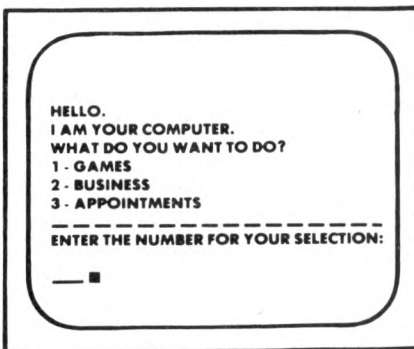 HELLO.
I AM YOUR COMPUTER.
WHAT DO YOU WANT TO DO?
1 - GAMES
2 - BUSINESS
3 - APPOINTMENTS
ENTER THE NUMBER FOR YOUR SELECTION: